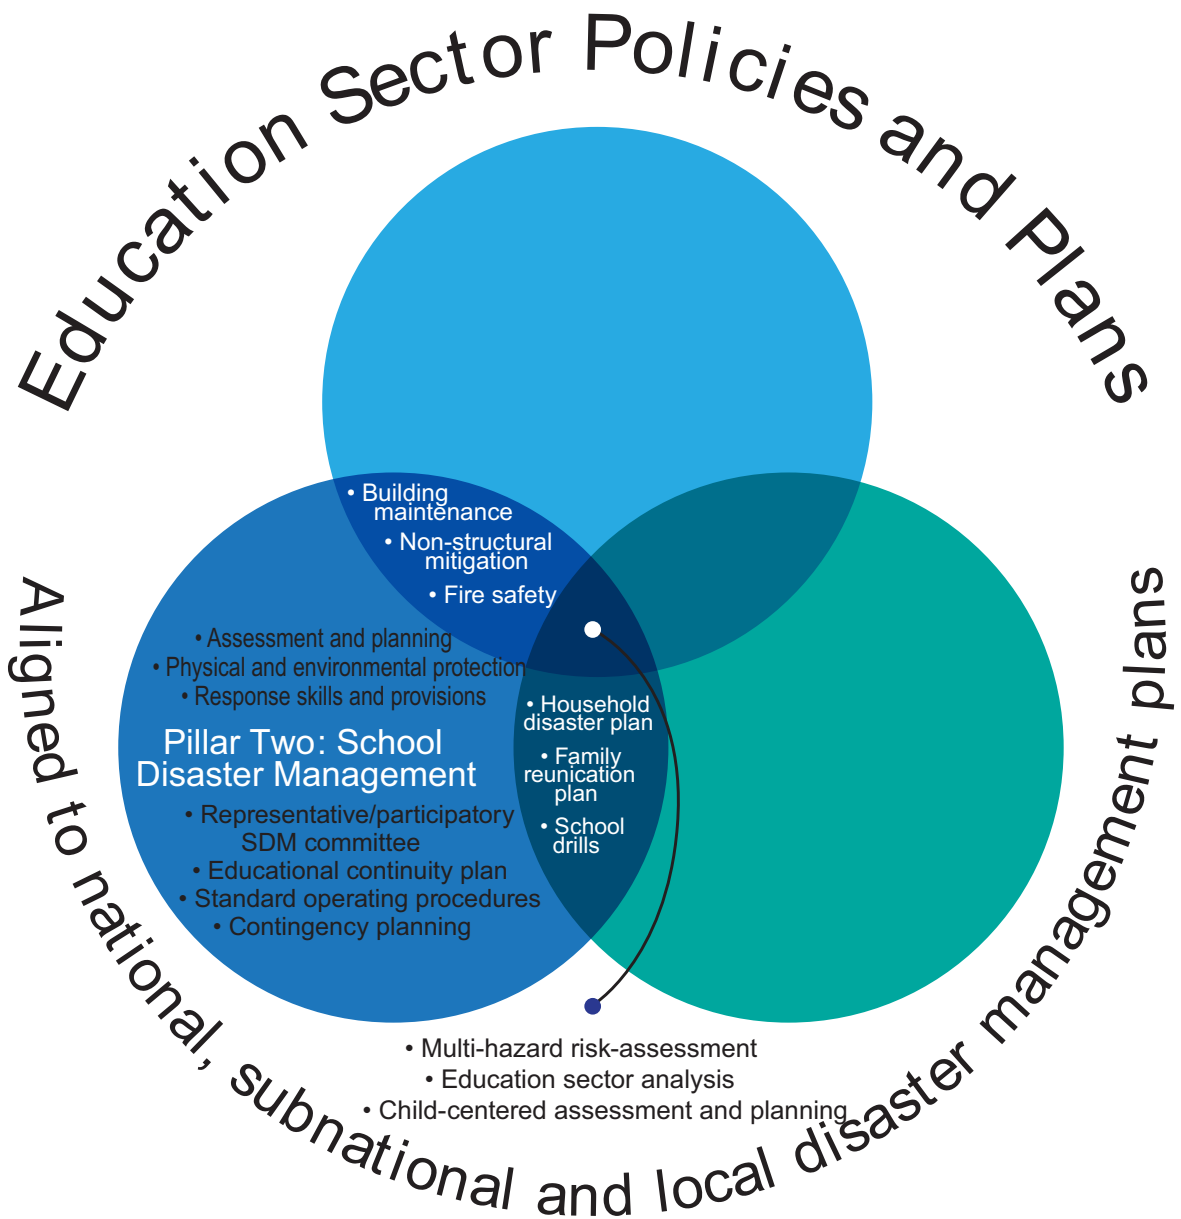 Education Sector Policies and Plans
• Building
maintenance
• Non-structural
mitigation
• Fire safety
• Assessment and planning
• Physical and environmental protection
• Response skills and provisions
Pillar Two: School
Disaster Management
• Representative/participatory
SDM committee
• Educational continuity plan
• Standard operating procedures
• Contingency planning
• Household
disaster plan
• Family
reunication
plan
• School
drills
• Multi-hazard risk-assessment
• Education sector analysis
• Child-centered assessment and planning
Aligned to national, subnational and local disaster management plans